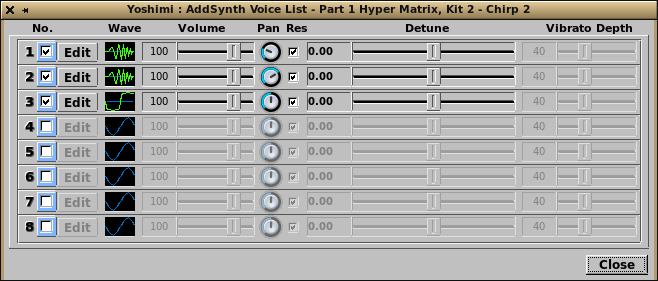 Yoshimi : AddSynth Voice List - Part 1 Hyper Matrix, Kit 2 - Chirp 2
No. Wave Volume Pan Res Detune Vibrato Depth
1 Edit 100 0.00 40
2 Edit 100 0.00 40
3 Edit 100 0.00 40
4 Edit 100 0.00 40
5 Edit 100 0.00 40
6 Edit 100 0.00 40
7 Edit 100 0.00 40
8 Edit 100 0.00 40
Close